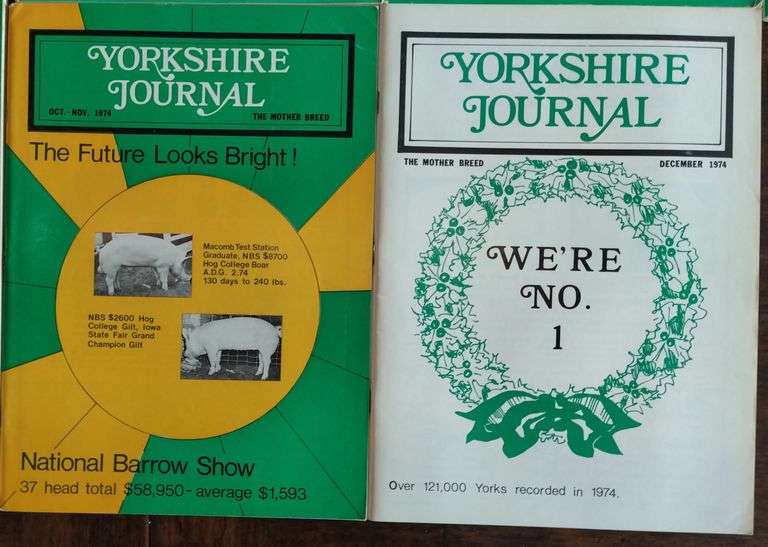 YORKSHIRE
JOURNAL
OCT.-NOV. 1974 THE MOTHER BREED
The Future Looks Bright!
Macomb Test Station
Graduate, NBS $8700
Hog College Boar
A.D.G. 2.74
130 days to 240 lbs.
NBS $2600 Hog
College Gilt, Iowa
State Fair Grand
Champion Gilt
National Barrow Show
37 head total $58,950-average $1,593
YORKSHIRE
JOURNAL
THE MOTHER BREED DECEMBER 1974
WE'RE
NO.
1
Over 121,000 Yorks recorded in 1974.